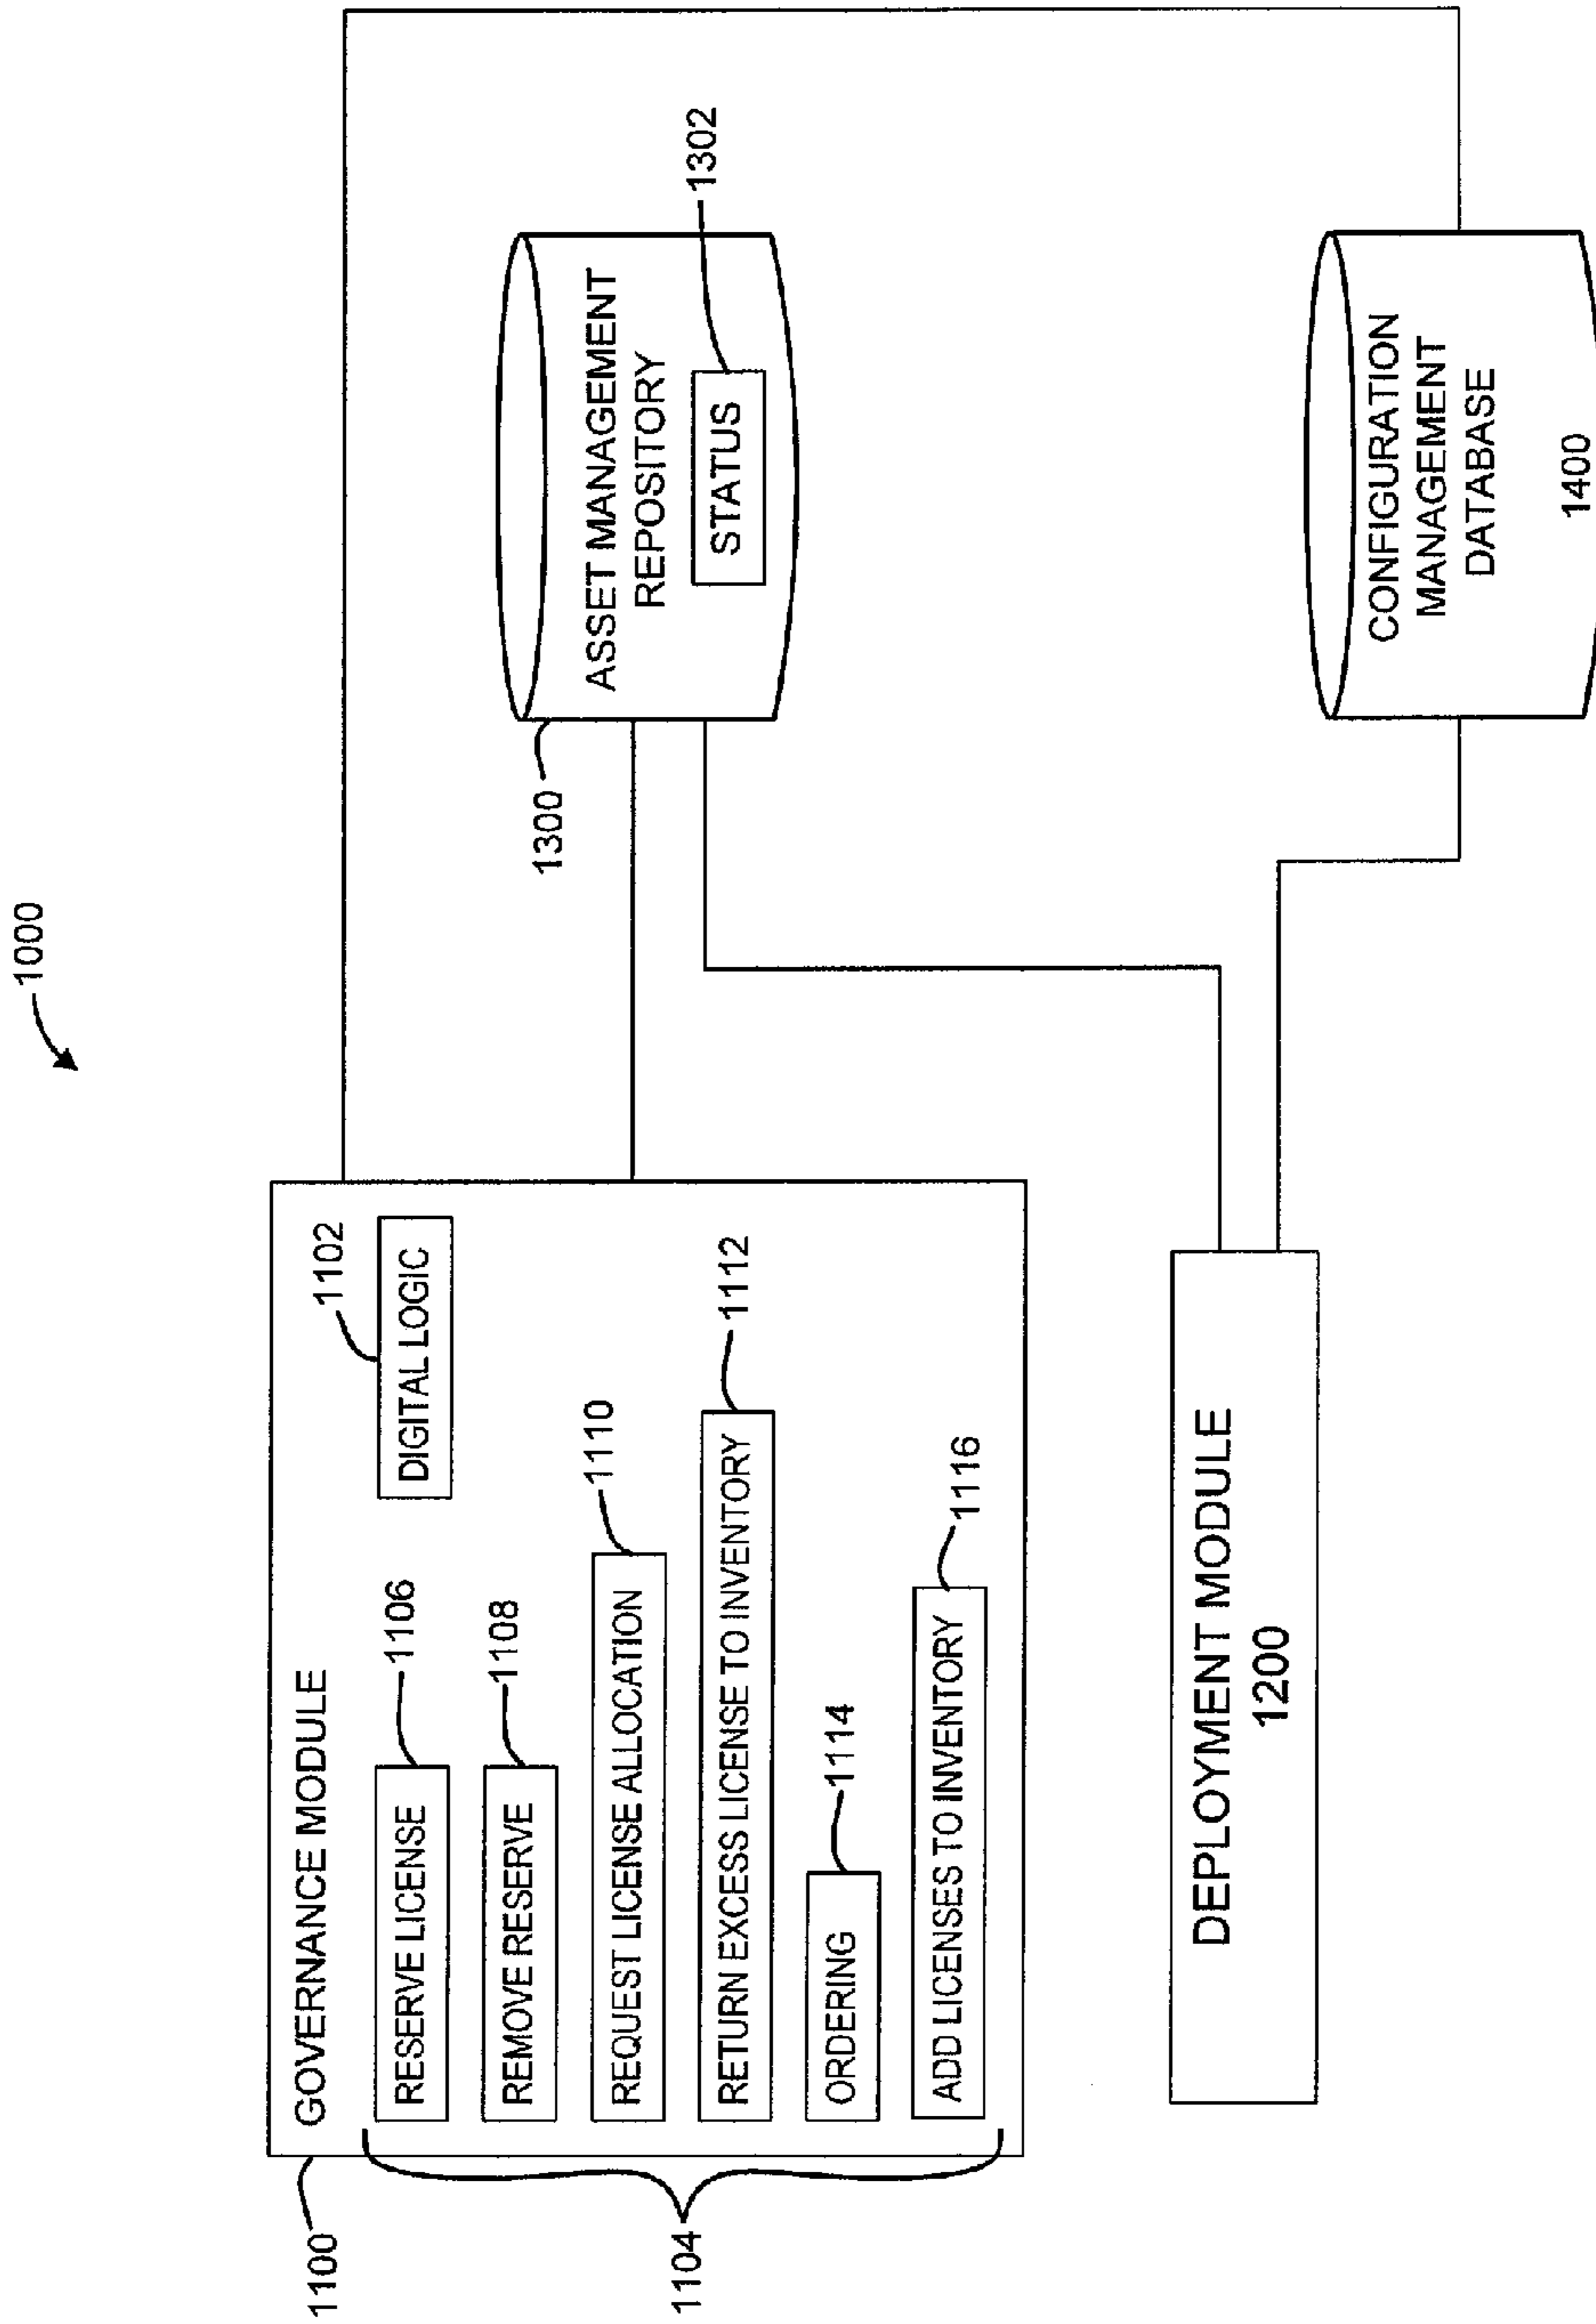 1000
1100
GOVERNANCE MODULE
1102
DIGITAL LOGIC
1104
RESERVE LICENSE
1106
REMOVE RESERVE
1108
REQUEST LICENSE ALLOCATION
1110
RETURN EXCESS LICENSE TO INVENTORY
1112
ORDERING
1114
ADD LICENSES TO INVENTORY
1116
1300
ASSET MANAGEMENT
REPOSITORY
STATUS
1302
DEPLOYMENT MODULE
1200
CONFIGURATION
MANAGEMENT
DATABASE
1400